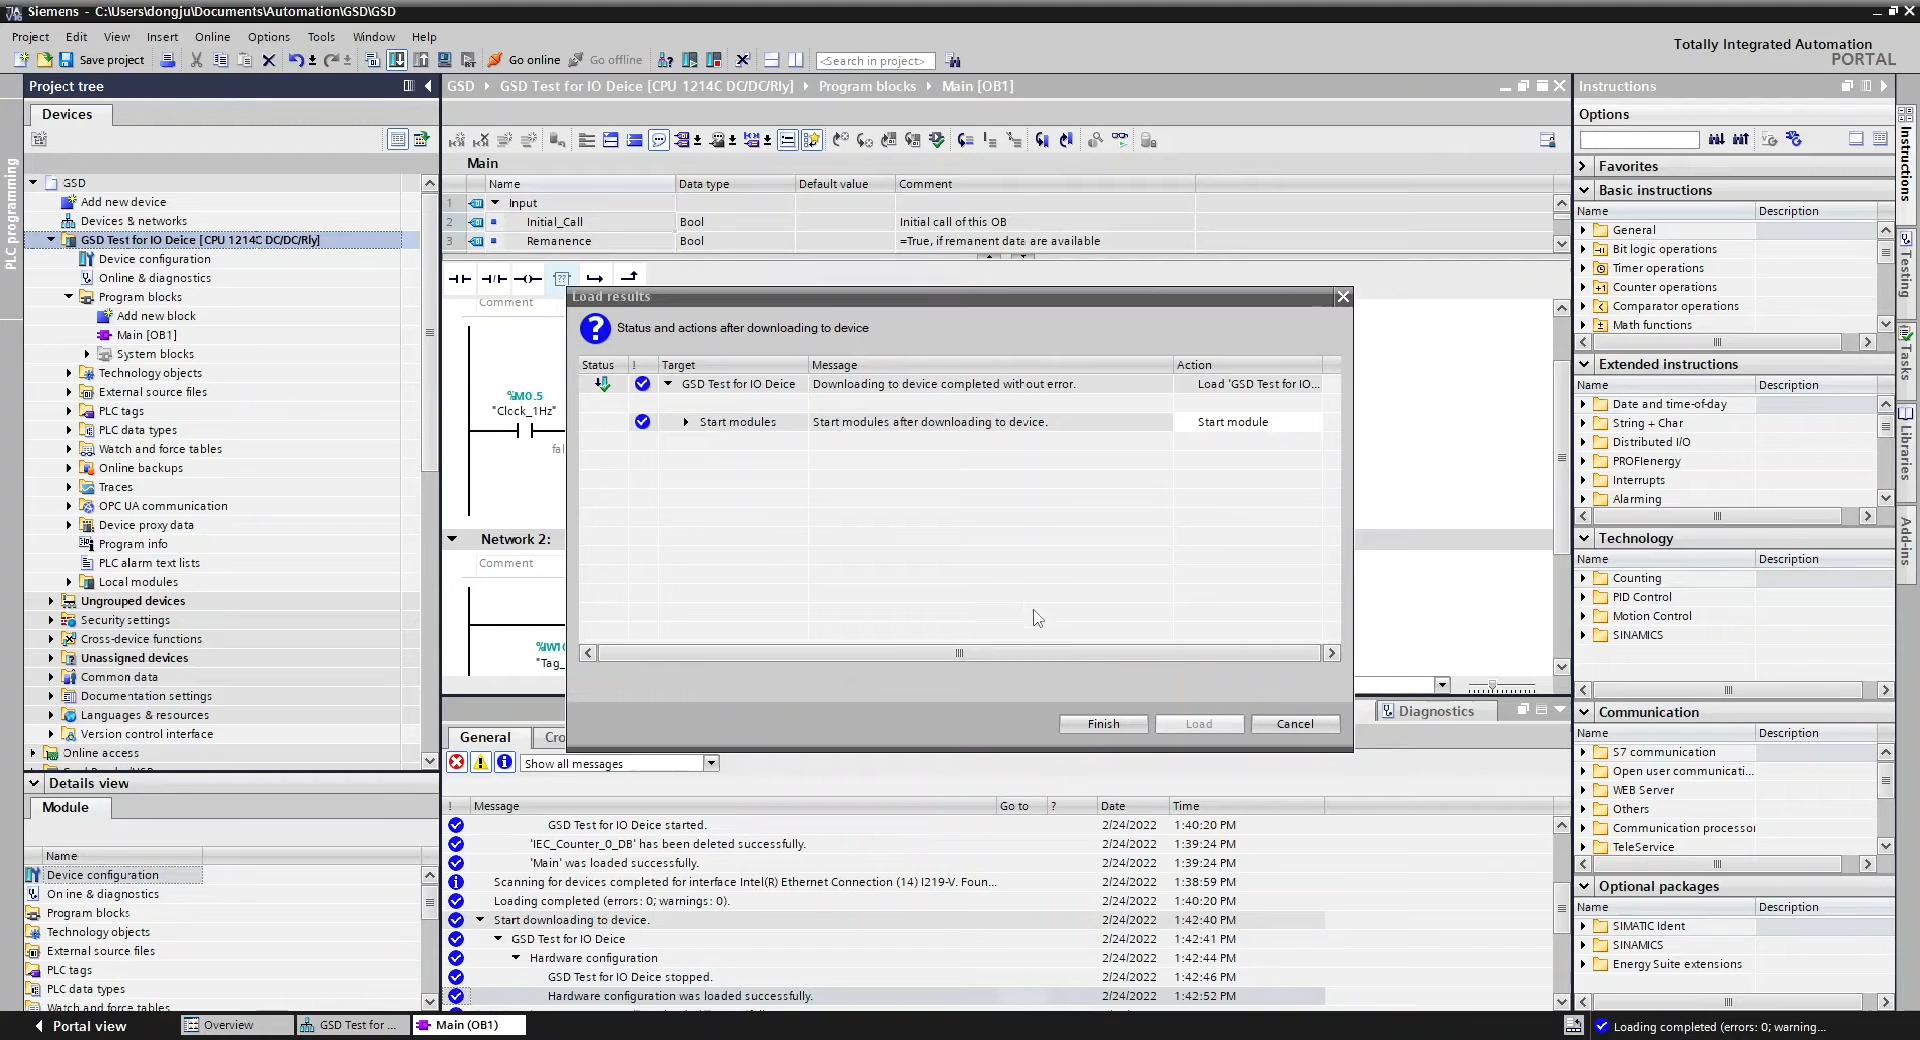 Siemens - C:\Users\dongju\Documents\Automation\GSD\GSD
Project Edit View Insert Online Options Tools Window Help
Totally Integrated Automation
PORTAL
Save project
Go online
Go offline
<Search in project>
Project tree
Devices
PLC programming
GSD
Add new device
Devices & networks
GSD Test for IO Deice [CPU 1214C DC/DC/Rly]
Device configuration
Online & diagnostics
Program blocks
Add new block
Main [OB1]
System blocks
Technology objects
External source files
PLC tags
PLC data types
Watch and force tables
Online backups
Traces
OPC UA communication
Device proxy data
Program info
PLC alarm text lists
Local modules
Ungrouped devices
Security settings
Cross-device functions
Unassigned devices
Common data
Documentation settings
Languages & resources
Version control interface
Online access
Details view
Module
Name
Device configuration
Online & diagnostics
Program blocks
Technology objects
External source files
PLC tags
PLC data types
Watch and force tables
GSD GSD Test for IO Deice [CPU 1214C DC/DC/Rly] Program blocks Main [OB1]
Main
Name Data type Default value Comment
1 Input
2 Initial_Call Bool Initial call of this OB
3 Remanence Bool =True, if remanent data are available
Comment
%M0.5
"Clock_1Hz"
Network 2:
Comment
"Tag_
Load results
Status and actions after downloading to device
Status ! Target Message Action
GSD Test for IO Deice Downloading to device completed without error. Load 'GSD Test for IO...
Start modules Start modules after downloading to device. Start module
Finish Load Cancel
Diagnostics
General Cro
Show all messages
! Message Go to ? Date Time
GSD Test for IO Deice started. 2/24/2022 1:40:20 PM
'IEC_Counter_0_DB' has been deleted successfully. 2/24/2022 1:39:24 PM
'Main' was loaded successfully. 2/24/2022 1:39:24 PM
Scanning for devices completed for interface Intel(R) Ethernet Connection (14) I219-V. Foun... 2/24/2022 1:38:59 PM
Loading completed (errors: 0; warnings: 0). 2/24/2022 1:40:20 PM
Start downloading to device. 2/24/2022 1:42:40 PM
GSD Test for IO Deice 2/24/2022 1:42:41 PM
Hardware configuration 2/24/2022 1:42:44 PM
GSD Test for IO Deice stopped. 2/24/2022 1:42:46 PM
Hardware configuration was loaded successfully. 2/24/2022 1:42:52 PM
Instructions
Options
Favorites
Basic instructions
Name Description
General
Bit logic operations
Timer operations
Counter operations
Comparator operations
Math functions
Extended instructions
Name Description
Date and time-of-day
String + Char
Distributed I/O
PROFIenergy
Interrupts
Alarming
Technology
Name Description
Counting
PID Control
Motion Control
SINAMICS
Communication
Name Description
S7 communication
Open user communicati...
WEB Server
Others
Communication processor
TeleService
Optional packages
Name Description
SIMATIC Ident
SINAMICS
Energy Suite extensions
Instructions
Testing
Tasks
Libraries
Add-ins
Portal view
Overview
GSD Test for ...
Main (OB1)
Loading completed (errors: 0; warning...